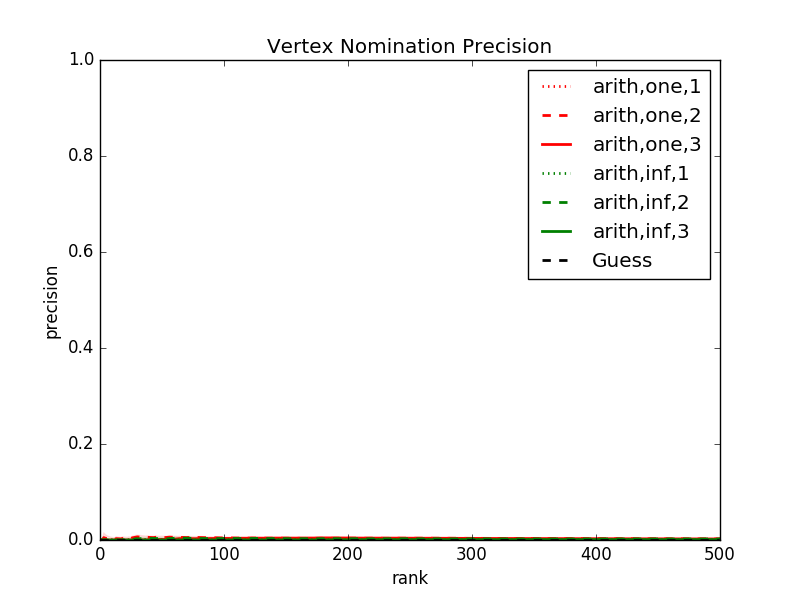 Vertex Nomination Precision
1.0
0.8
0.6
0.4
0.2
0.0
precision
arith,one,1
arith,one,2
arith,one,3
arith,inf,1
arith,inf,2
arith,inf,3
Guess
0 100 200 300 400 500
rank